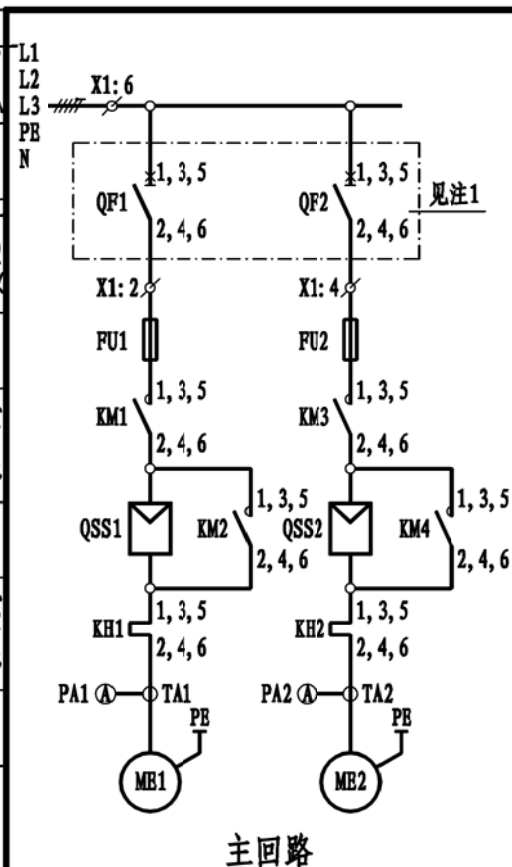 L1
L2
L3
PE
N
X1:6
1,3,5
QF1
2,4,6
1,3,5
QF2
2,4,6
见注1
X1:2
X1:4
FU1
FU2
1,3,5
KM1
2,4,6
1,3,5
KM3
2,4,6
QSS1
1,3,5
KM2
2,4,6
QSS2
1,3,5
KM4
2,4,6
1,3,5
KH1
2,4,6
1,3,5
KH2
2,4,6
PA1 A TA1
PA2 A TA2
PE
PE
ME1
ME2
主回路